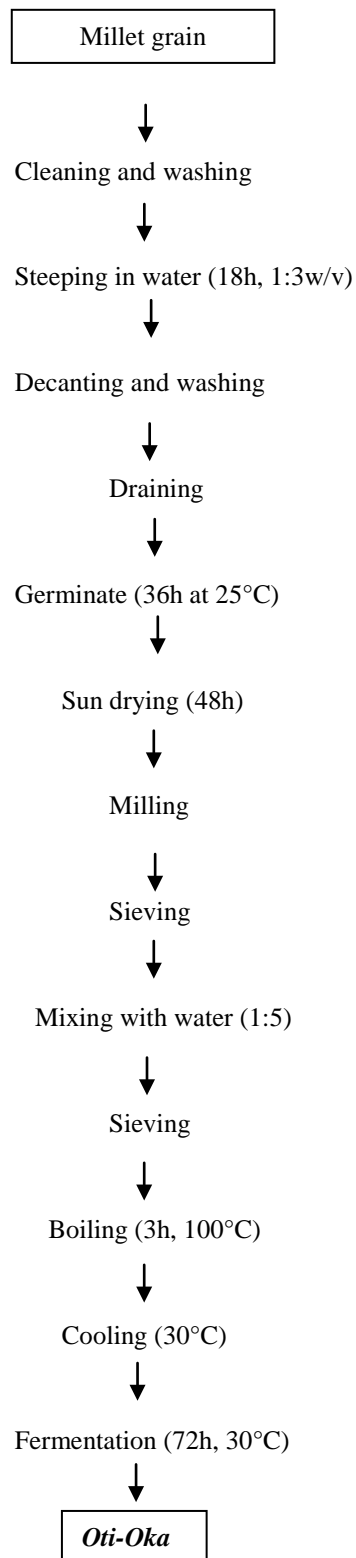 Millet grain
Cleaning and washing
Steeping in water (18h, 1:3w/v)
Decanting and washing
Draining
Germinate (36h at 25°C)
Sun drying (48h)
Milling
Sieving
Mixing with water (1:5)
Sieving
Boiling (3h, 100°C)
Cooling (30°C)
Fermentation (72h, 30°C)
Oti-Oka